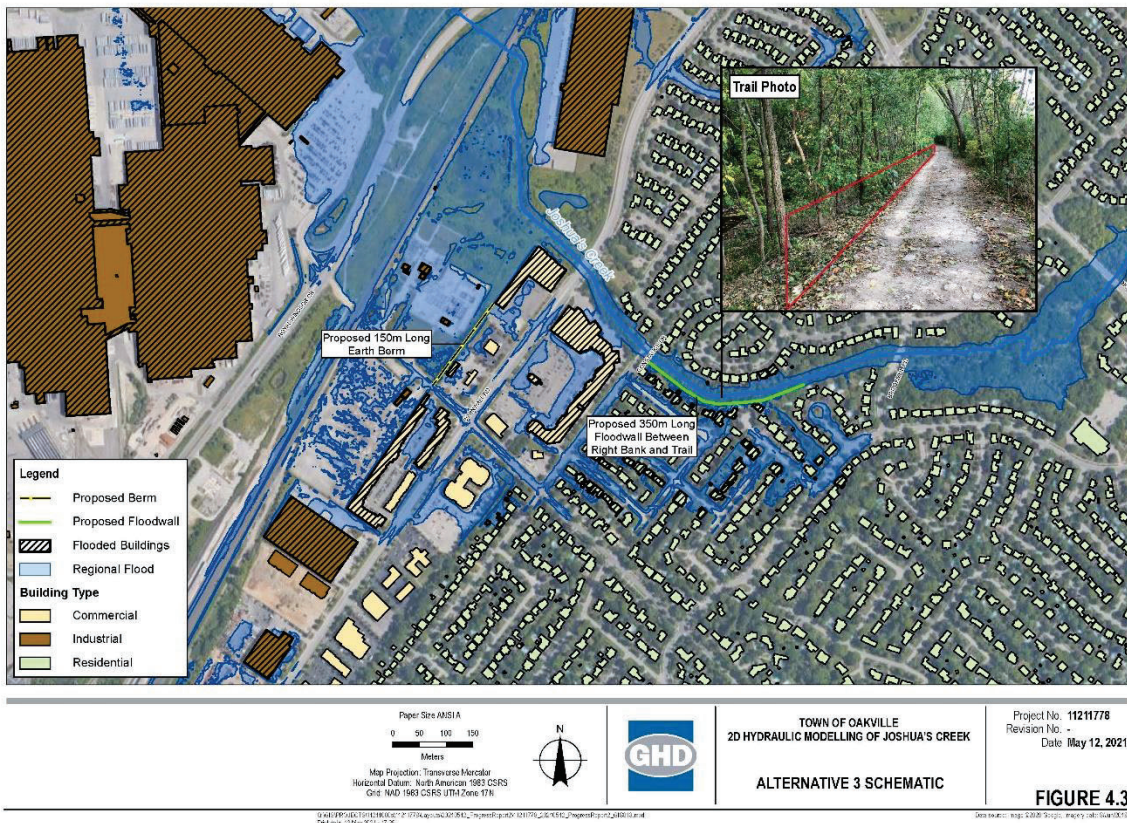 Trail Photo
Joshua's Creek
Proposed 150m Long
Earth Berm
Proposed 350m Long
Floodwall Between
Right Bank and Trail
Legend
Proposed Berm
Proposed Floodwall
Flooded Buildings
Regional Flood
Building Type
Commercial
Industrial
Residential
Paper Size ANSI A
0 50 100 150
Meters
Map Projection: Transverse Mercator
Horizontal Datum: North American 1983 CSRS
Grid: NAD 1983 CSRS UTM Zone 17N
N
GHD
TOWN OF OAKVILLE
2D HYDRAULIC MODELLING OF JOSHUA'S CREEK
ALTERNATIVE 3 SCHEMATIC
Project No. 11211778
Revision No. -
Date May 12, 2021
FIGURE 4.3